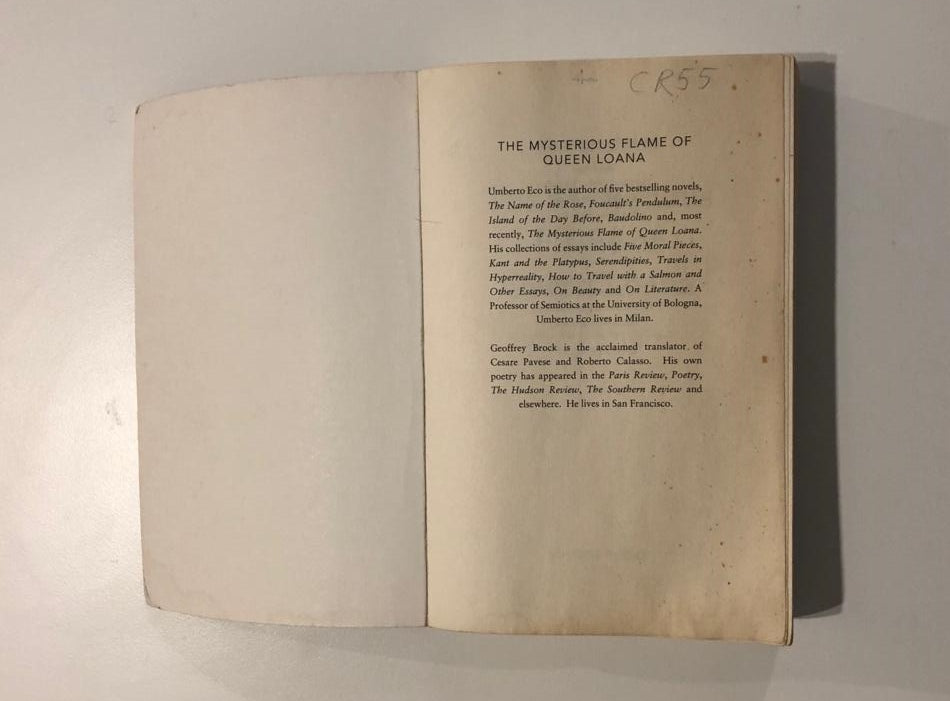 CR55
THE MYSTERIOUS FLAME OF
QUEEN LOANA
Umberto Eco is the author of five bestselling novels,
The Name of the Rose, Foucault's Pendulum, The
Island of the Day Before, Baudolino and, most
recently, The Mysterious Flame of Queen Loana.
His collections of essays include Five Moral Pieces,
Kant and the Platypus, Serendipities, Travels in
Hyperreality, How to Travel with a Salmon and
Other Essays, On Beauty and On Literature. A
Professor of Semiotics at the University of Bologna,
Umberto Eco lives in Milan.
Geoffrey Brock is the acclaimed translator of
Cesare Pavese and Roberto Calasso. His own
poetry has appeared in the Paris Review, Poetry,
The Hudson Review, The Southern Review and
elsewhere. He lives in San Francisco.